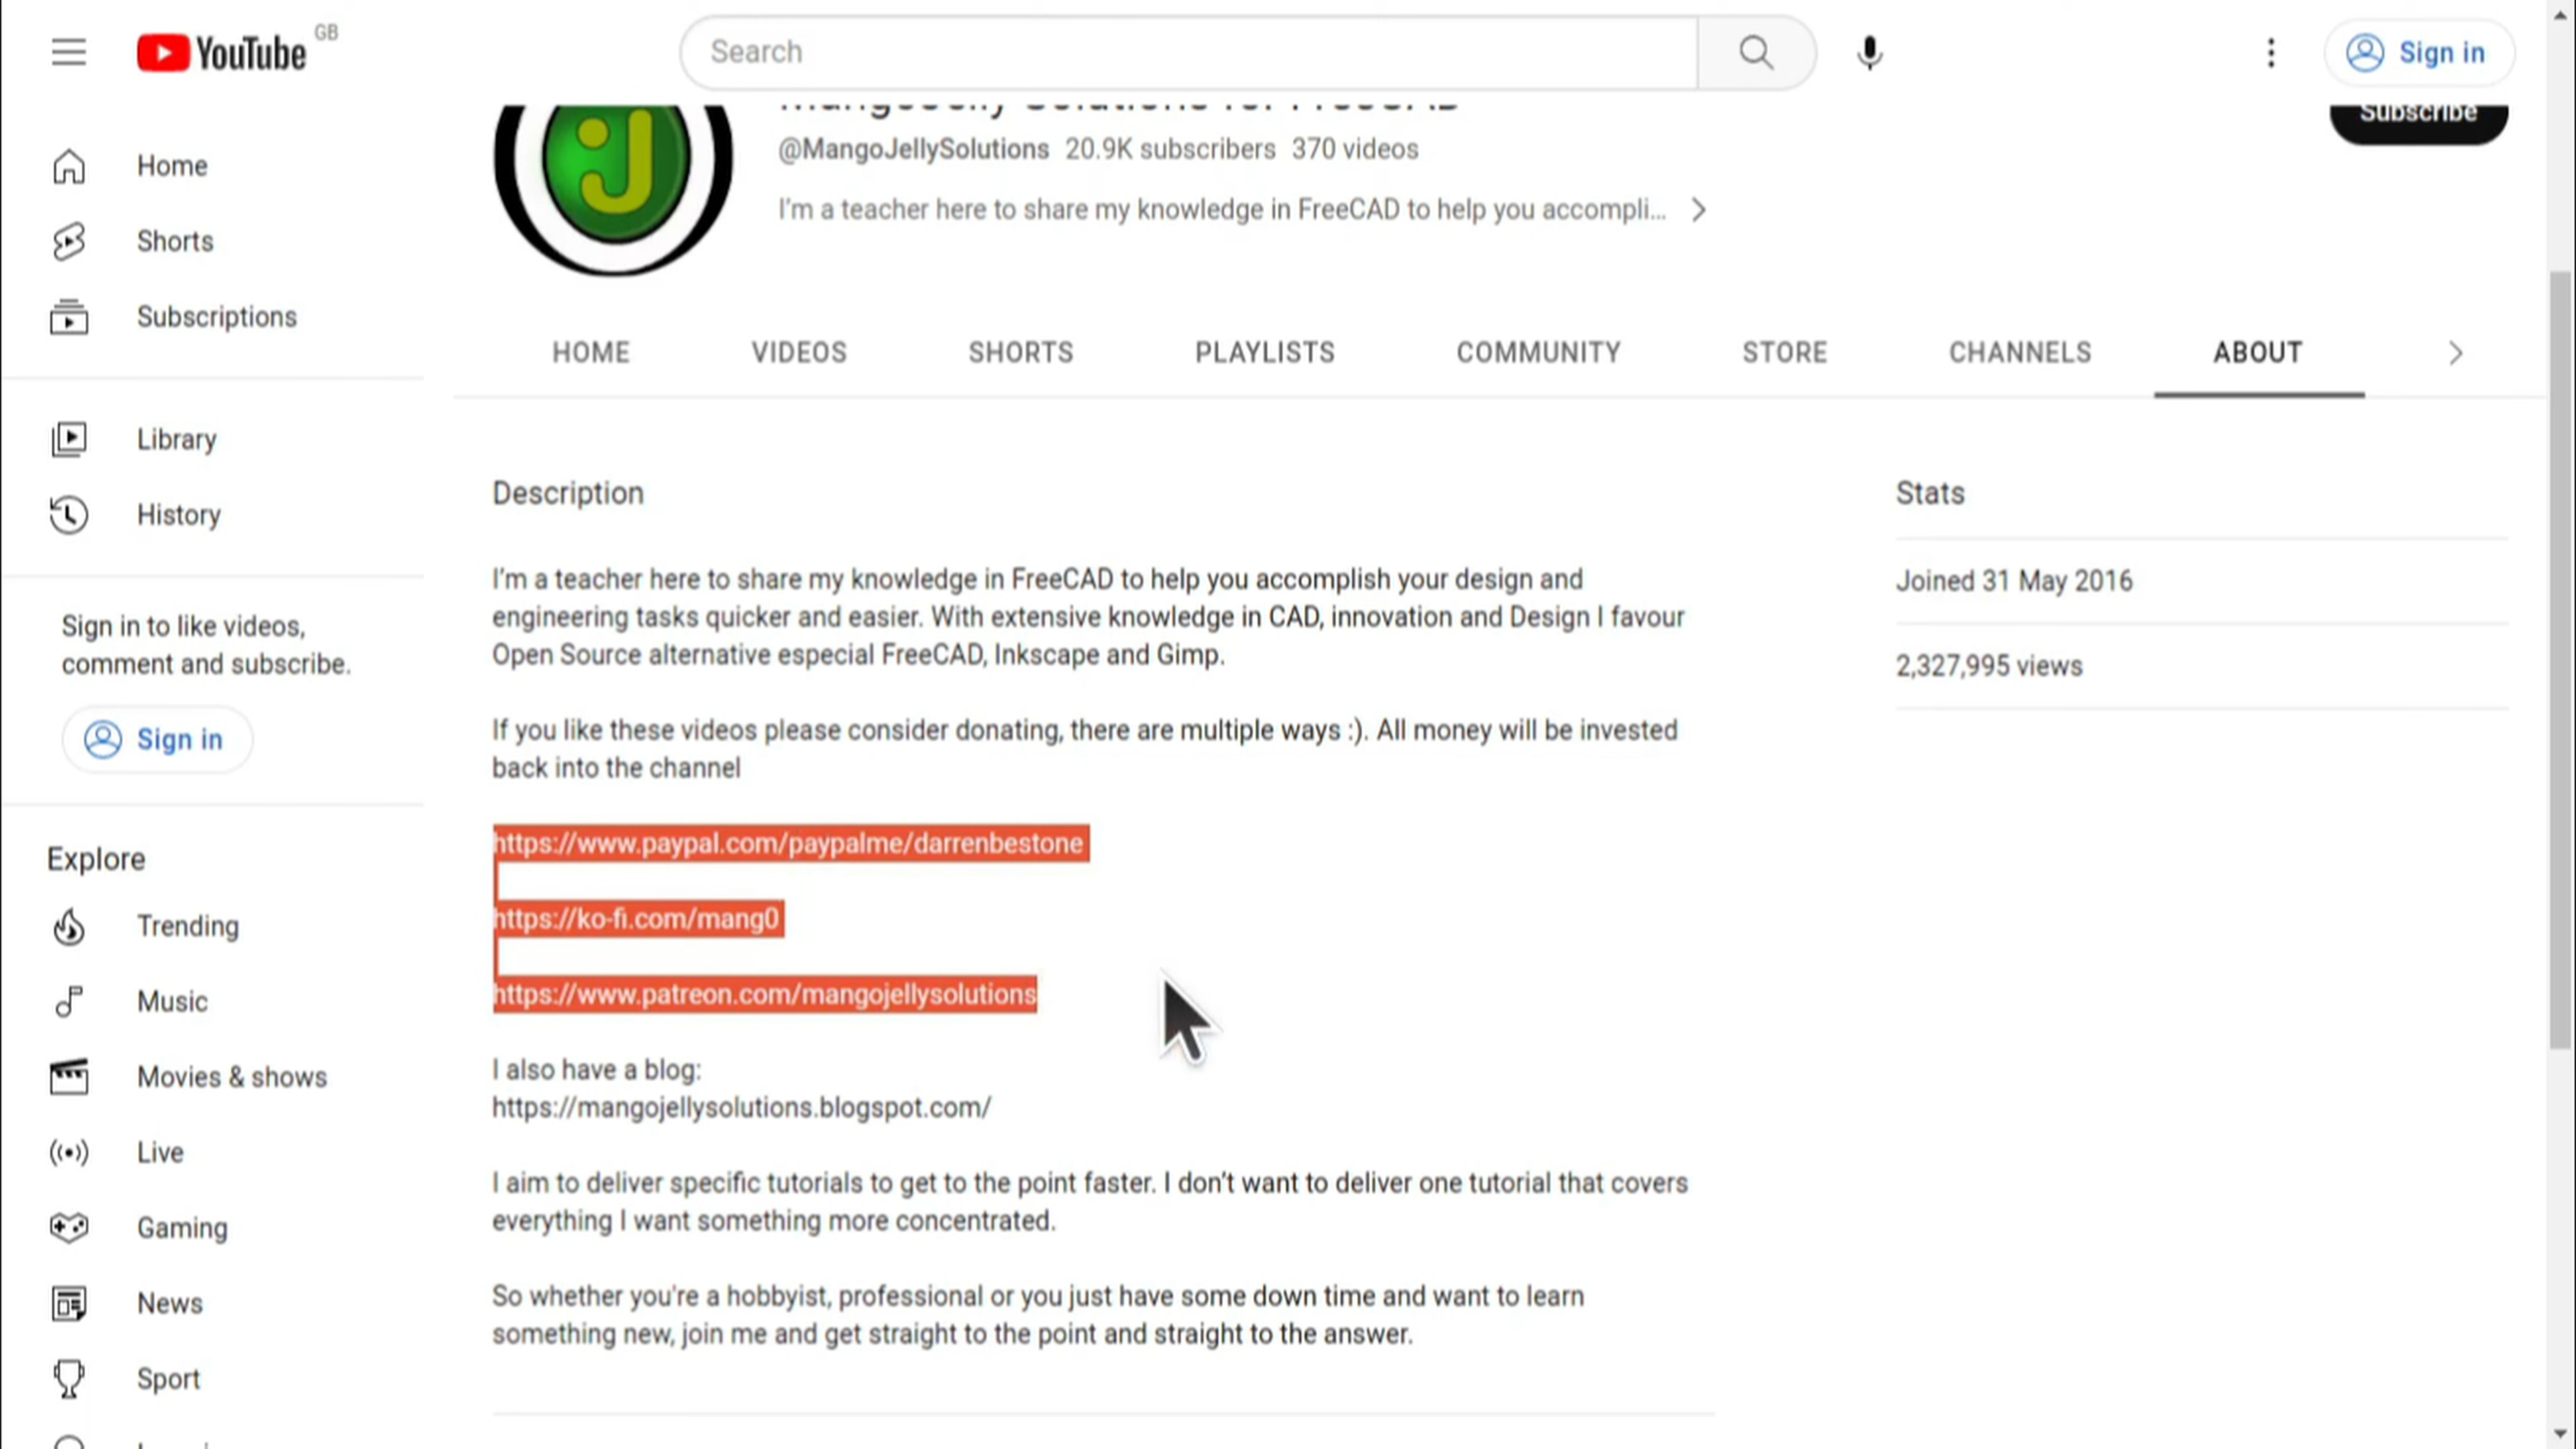 YouTube GB
Search
Sign in
MangoJelly Solutions for FreeCAD
Subscribe
@MangoJellySolutions 20.9K subscribers 370 videos
I'm a teacher here to share my knowledge in FreeCAD to help you accompli...
Home
Shorts
Subscriptions
Library
History
Sign in to like videos,
comment and subscribe.
Sign in
Explore
Trending
Music
Movies & shows
Live
Gaming
News
Sport
HOME VIDEOS SHORTS PLAYLISTS COMMUNITY STORE CHANNELS ABOUT
Description
I'm a teacher here to share my knowledge in FreeCAD to help you accomplish your design and
engineering tasks quicker and easier. With extensive knowledge in CAD, innovation and Design I favour
Open Source alternative especial FreeCAD, Inkscape and Gimp.
If you like these videos please consider donating, there are multiple ways :). All money will be invested
back into the channel
https://www.paypal.com/paypalme/darrenbestone
https://ko-fi.com/mang0
https://www.patreon.com/mangojellysolutions
I also have a blog:
https://mangojellysolutions.blogspot.com/
I aim to deliver specific tutorials to get to the point faster. I don't want to deliver one tutorial that covers
everything I want something more concentrated.
So whether you're a hobbyist, professional or you just have some down time and want to learn
something new, join me and get straight to the point and straight to the answer.
Stats
Joined 31 May 2016
2,327,995 views